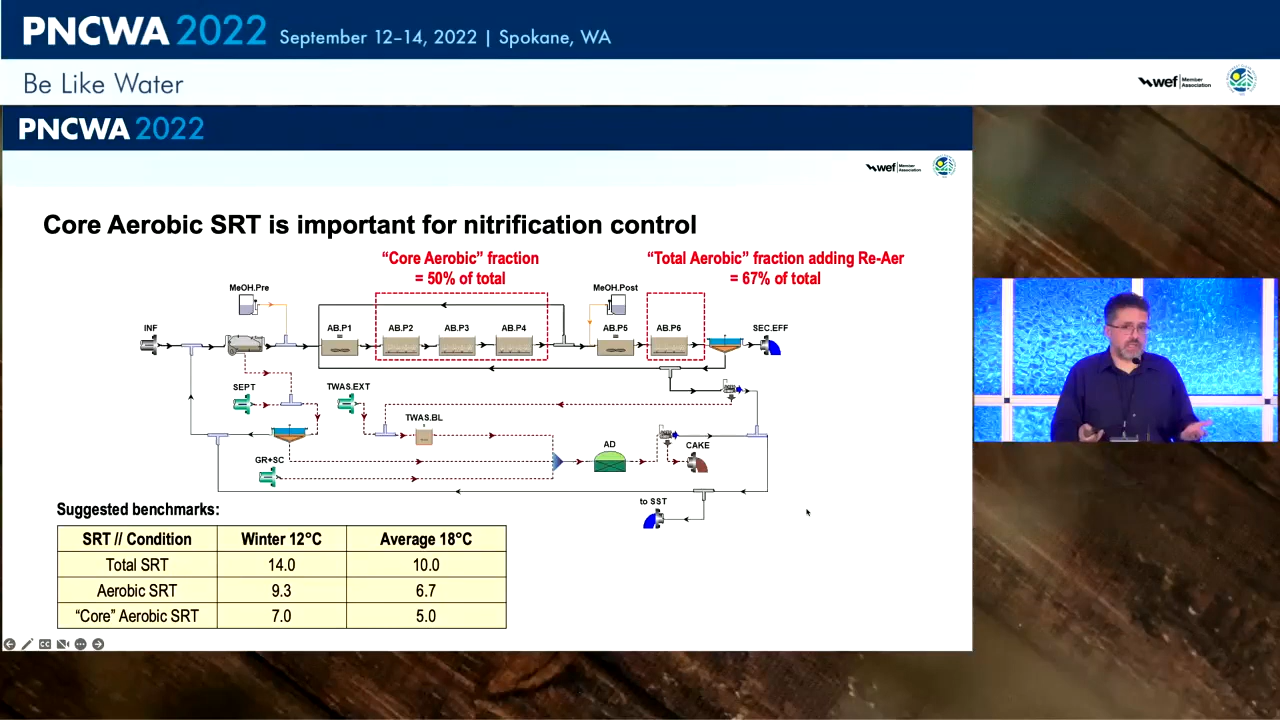 PNCWA 2022 September 12–14, 2022 | Spokane, WA
Be Like Water
wef Member Association
PNCWA 2022
wef Member Association
Core Aerobic SRT is important for nitrification control
“Core Aerobic” fraction
= 50% of total
“Total Aerobic” fraction adding Re-Aer
= 67% of total
MeOH.Pre
MeOH.Post
INF
AB.P1
AB.P2
AB.P3
AB.P4
AB.P5
AB.P6
SEC.EFF
SEPT
TWAS.EXT
TWAS.BL
GR+SC
AD
CAKE
to SST
Suggested benchmarks:
SRT // Condition Winter 12°C Average 18°C
Total SRT 14.0 10.0
Aerobic SRT 9.3 6.7
“Core” Aerobic SRT 7.0 5.0